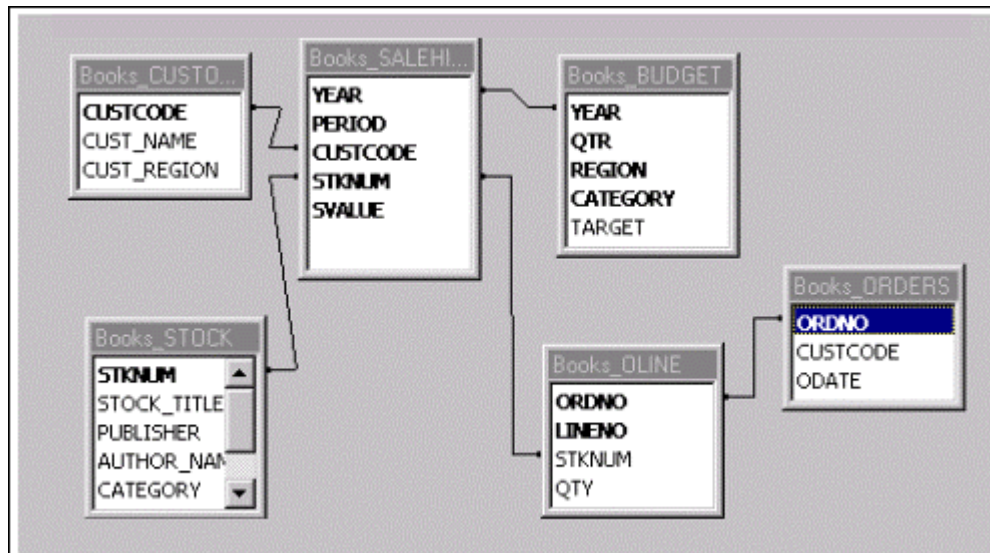 Books_CUSTO...
CUSTCODE
CUST_NAME
CUST_REGION
Books_SALEHI...
YEAR
PERIOD
CUSTCODE
STKNUM
SVALUE
Books_BUDGET
YEAR
QTR
REGION
CATEGORY
TARGET
Books_STOCK
STKNUM
STOCK_TITLE
PUBLISHER
AUTHOR_NAM
CATEGORY
Books_OLINE
ORDNO
LINENO
STKNUM
QTY
Books_ORDERS
ORDNO
CUSTCODE
ODATE